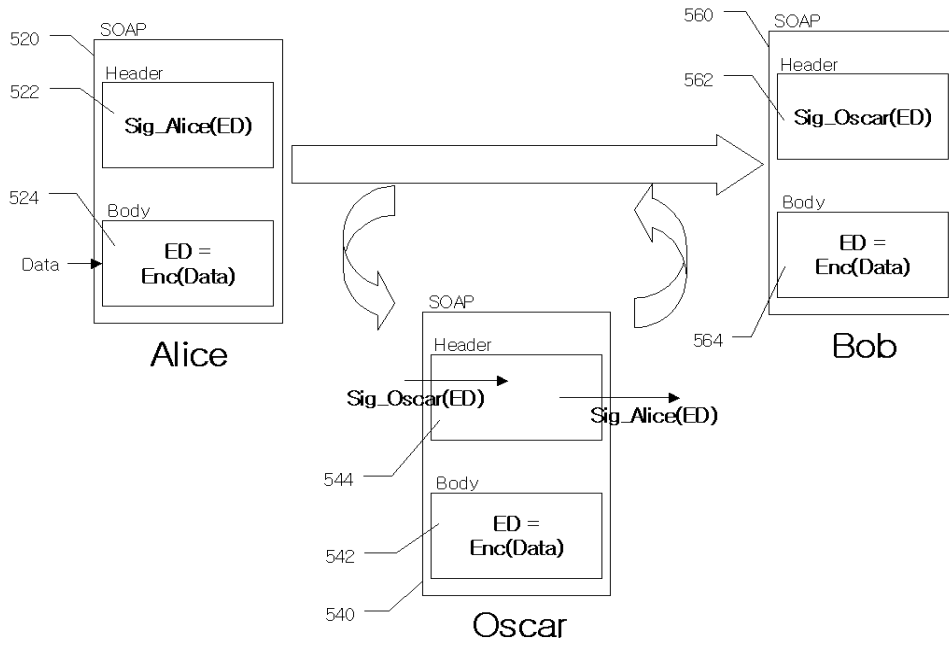 SOAP
520
Header
522
Sig_Alice(ED)
524
Body
Data
ED =
Enc(Data)
Alice
SOAP
Header
Sig_Oscar(ED)
Sig_Alice(ED)
544
Body
542
ED =
Enc(Data)
540
Oscar
560
SOAP
562
Header
Sig_Oscar(ED)
Body
ED =
Enc(Data)
564
Bob